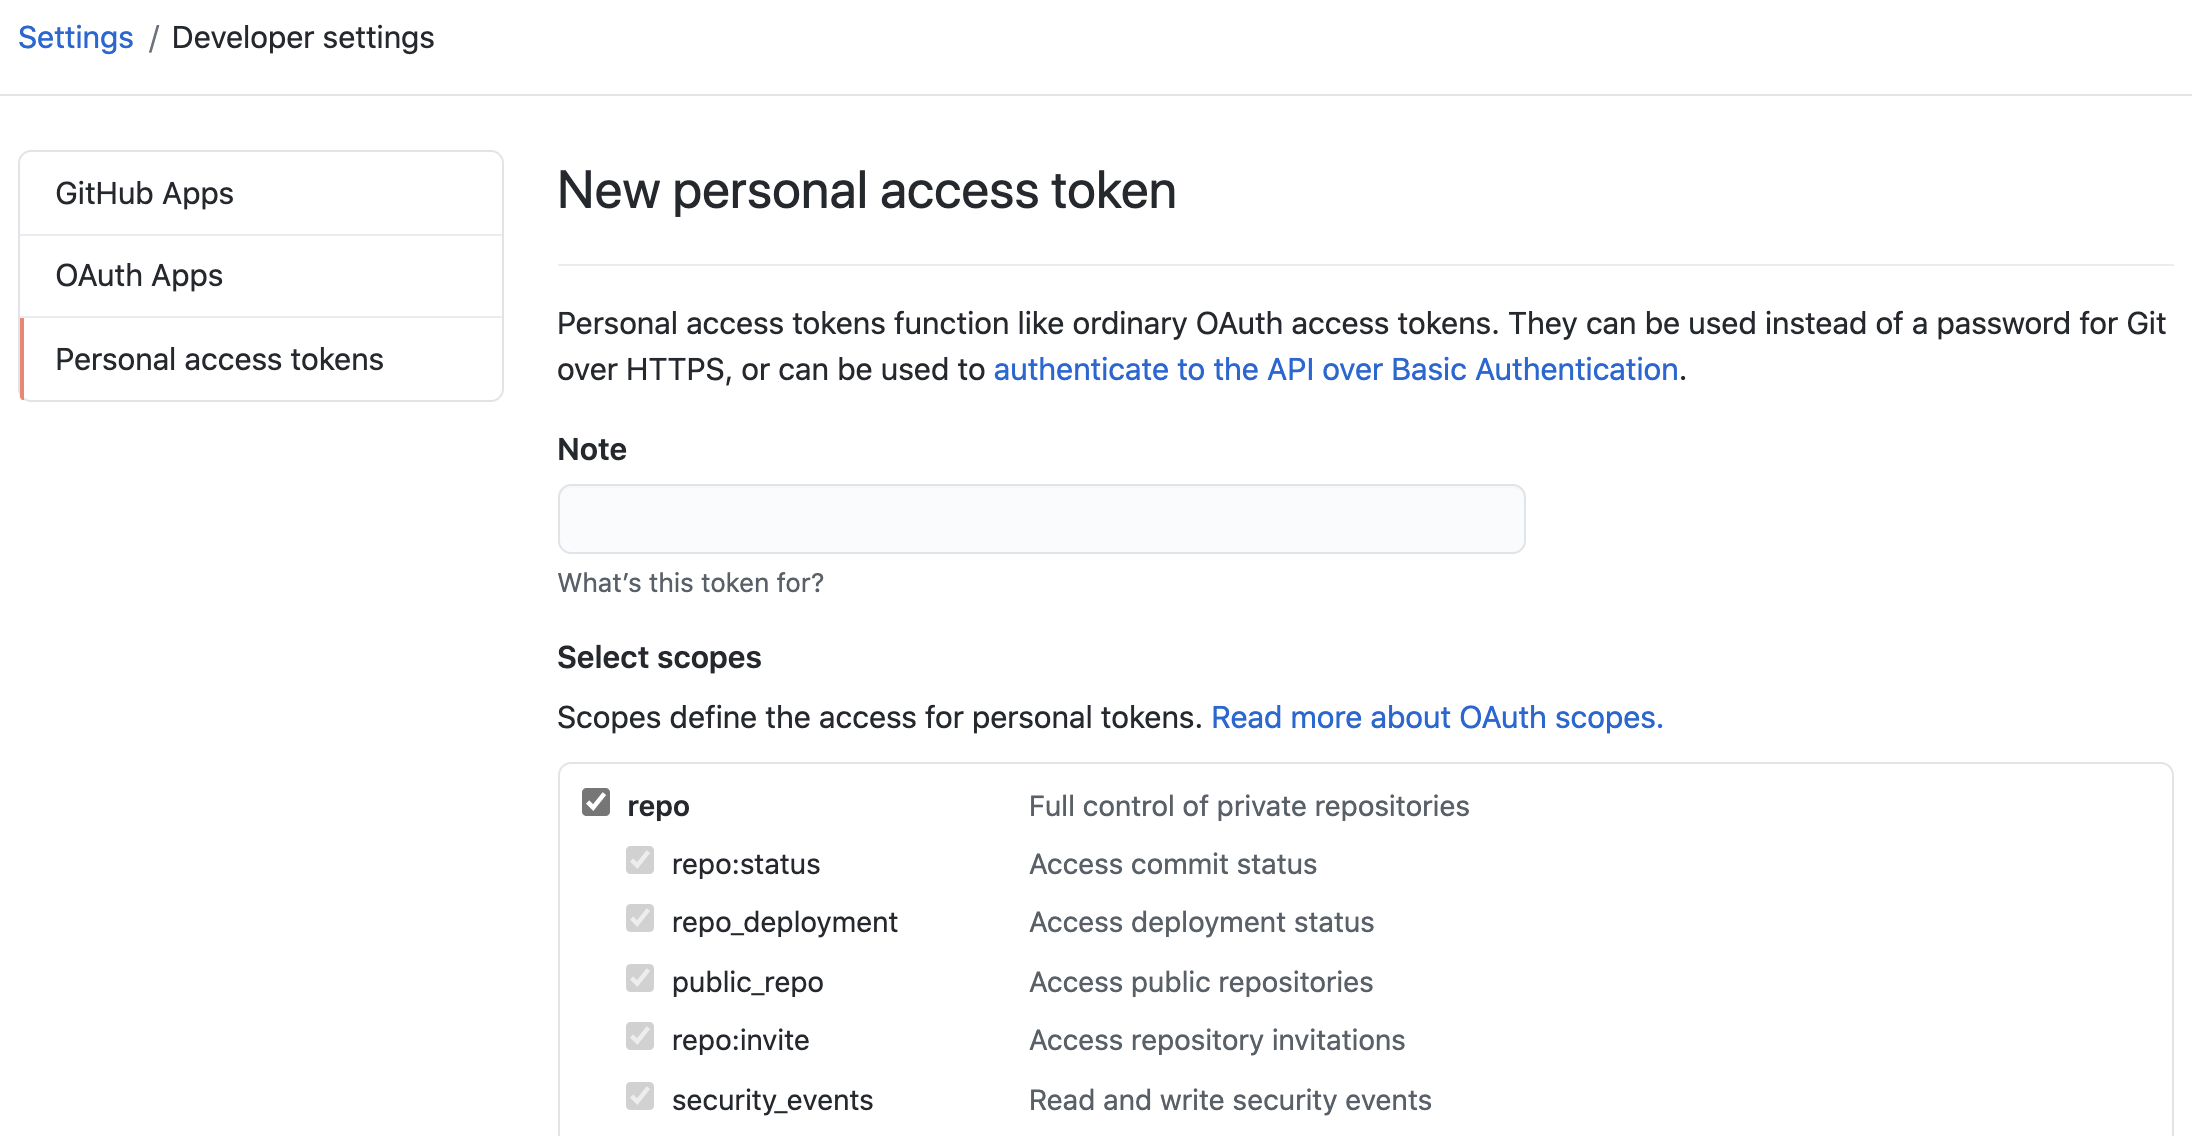 Settings / Developer settings
GitHub Apps
OAuth Apps
Personal access tokens
New personal access token
Personal access tokens function like ordinary OAuth access tokens. They can be used instead of a password for Git
over HTTPS, or can be used to authenticate to the API over Basic Authentication.
Note
What's this token for?
Select scopes
Scopes define the access for personal tokens. Read more about OAuth scopes.
repo Full control of private repositories
repo:status Access commit status
repo_deployment Access deployment status
public_repo Access public repositories
repo:invite Access repository invitations
security_events Read and write security events